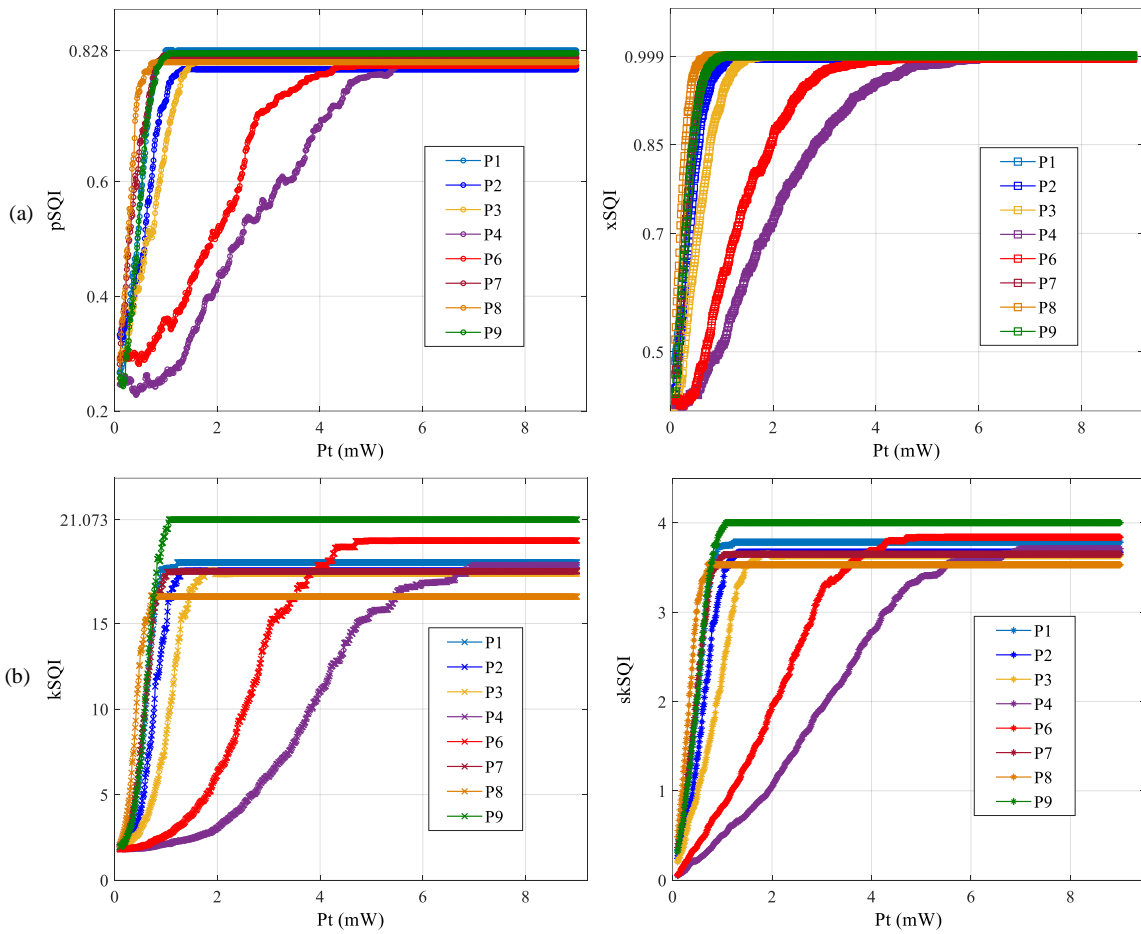 (a)
pSQI
0.828
0.6
0.4
0.2
0
2
4
6
8
Pt (mW)
P1
P2
P3
P4
P6
P7
P8
P9
xSQI
0.999
0.85
0.7
0.5
0
2
4
6
8
Pt (mW)
P1
P2
P3
P4
P6
P7
P8
P9
(b)
kSQI
21.073
15
10
5
0
0
2
4
6
8
Pt (mW)
P1
P2
P3
P4
P6
P7
P8
P9
skSQI
4
3
2
1
0
0
2
4
6
8
Pt (mW)
P1
P2
P3
P4
P6
P7
P8
P9